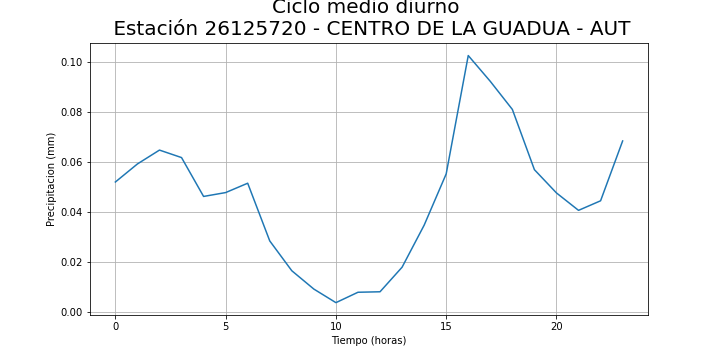 Ciclo medio diurno
Estación 26125720 - CENTRO DE LA GUADUA - AUT
0.10
0.08
0.06
0.04
0.02
0.00
Precipitacion (mm)
0 5 10 15 20
Tiempo (horas)